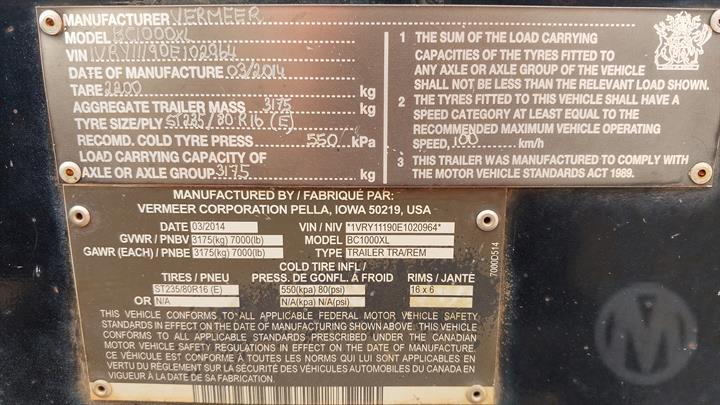 MANUFACTURER VERMEER
MODEL BC1000XL
VIN 1VRY11190E1020964
DATE OF MANUFACTURE 03/2014
TARE 2200 kg
AGGREGATE TRAILER MASS 3175 kg
TYRE SIZE/PLY ST235/80R16 (E)
RECOMD. COLD TYRE PRESS 550 kPa
LOAD CARRYING CAPACITY OF
AXLE OR AXLE GROUP 3175 kg
1 THE SUM OF THE LOAD CARRYING
CAPACITIES OF THE TYRES FITTED TO
ANY AXLE OR AXLE GROUP OF THE VEHICLE
SHALL NOT BE LESS THAN THE RELEVANT LOAD SHOWN.
2 THE TYRES FITTED TO THIS VEHICLE SHALL HAVE A
SPEED CATEGORY AT LEAST EQUAL TO THE
RECOMMENDED MAXIMUM VEHICLE OPERATING
SPEED, 100 km/h
3 THIS TRAILER WAS MANUFACTURED TO COMPLY WITH
THE MOTOR VEHICLE STANDARDS ACT 1989.
MANUFACTURED BY / FABRIQUÉ PAR:
VERMEER CORPORATION PELLA, IOWA 50219, USA
DATE 03/2014 VIN / NIV *1VRY11190E1020964*
GVWR / PNBV 3175(kg) 7000(lb) MODEL BC1000XL
GAWR (EACH) / PNBE 3175(kg) 7000(lb) TYPE TRAILER TRA/REM
COLD TIRE INFL./
TIRES / PNEU PRESS. DE GONFL. À FROID RIMS / JANTE
ST235/80R16 (E) 550(kpa) 80(psi) 16 x 6
OR N/A N/A(kpa) N/A(psi)
THIS VEHICLE CONFORMS TO ALL APPLICABLE FEDERAL MOTOR VEHICLE SAFETY
STANDARDS IN EFFECT ON THE DATE OF MANUFACTURING SHOWN ABOVE. THIS VEHICLE
CONFORMS TO ALL APPLICABLE STANDARDS PRESCRIBED UNDER THE CANADIAN
MOTOR VEHICLE SAFETY REGULATIONS IN EFFECT ON THE DATE OF MANUFACTURE.
CE VÉHICULE EST CONFORME À TOUTES LES NORMS QUI LUI SONT APPLICABLES EN
VERTU DU RÈGLEMENT SUR LA SÉCURITÉ DES VÉHICULES AUTOMOBILES DU CANADA EN
VIGUEUR À LA DATE DE SA FABRICATION.
7000C514
M